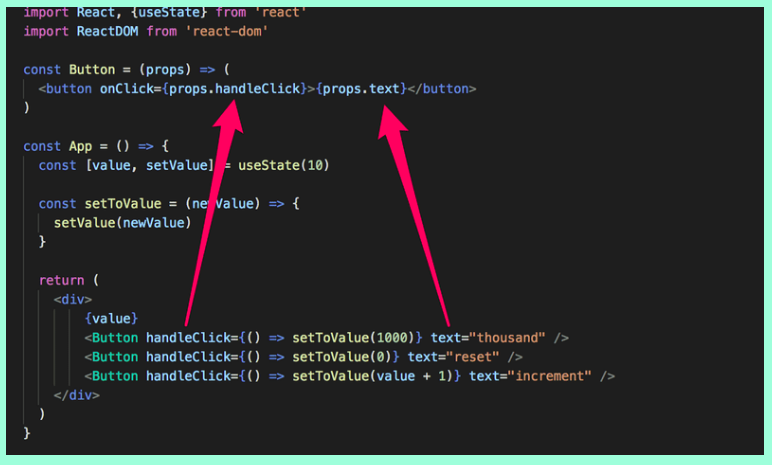 import React, {useState} from 'react'
import ReactDOM from 'react-dom'
const Button = (props) => (
<button onClick={props.handleClick}>{props.text}</button>
)
const App = () => {
const [value, setValue] = useState(10)
const setToValue = (newValue) => {
setValue(newValue)
}
return (
<div>
{value}
<Button handleClick={() => setToValue(1000)} text="thousand" />
<Button handleClick={() => setToValue(0)} text="reset" />
<Button handleClick={() => setToValue(value + 1)} text="increment" />
</div>
)
}